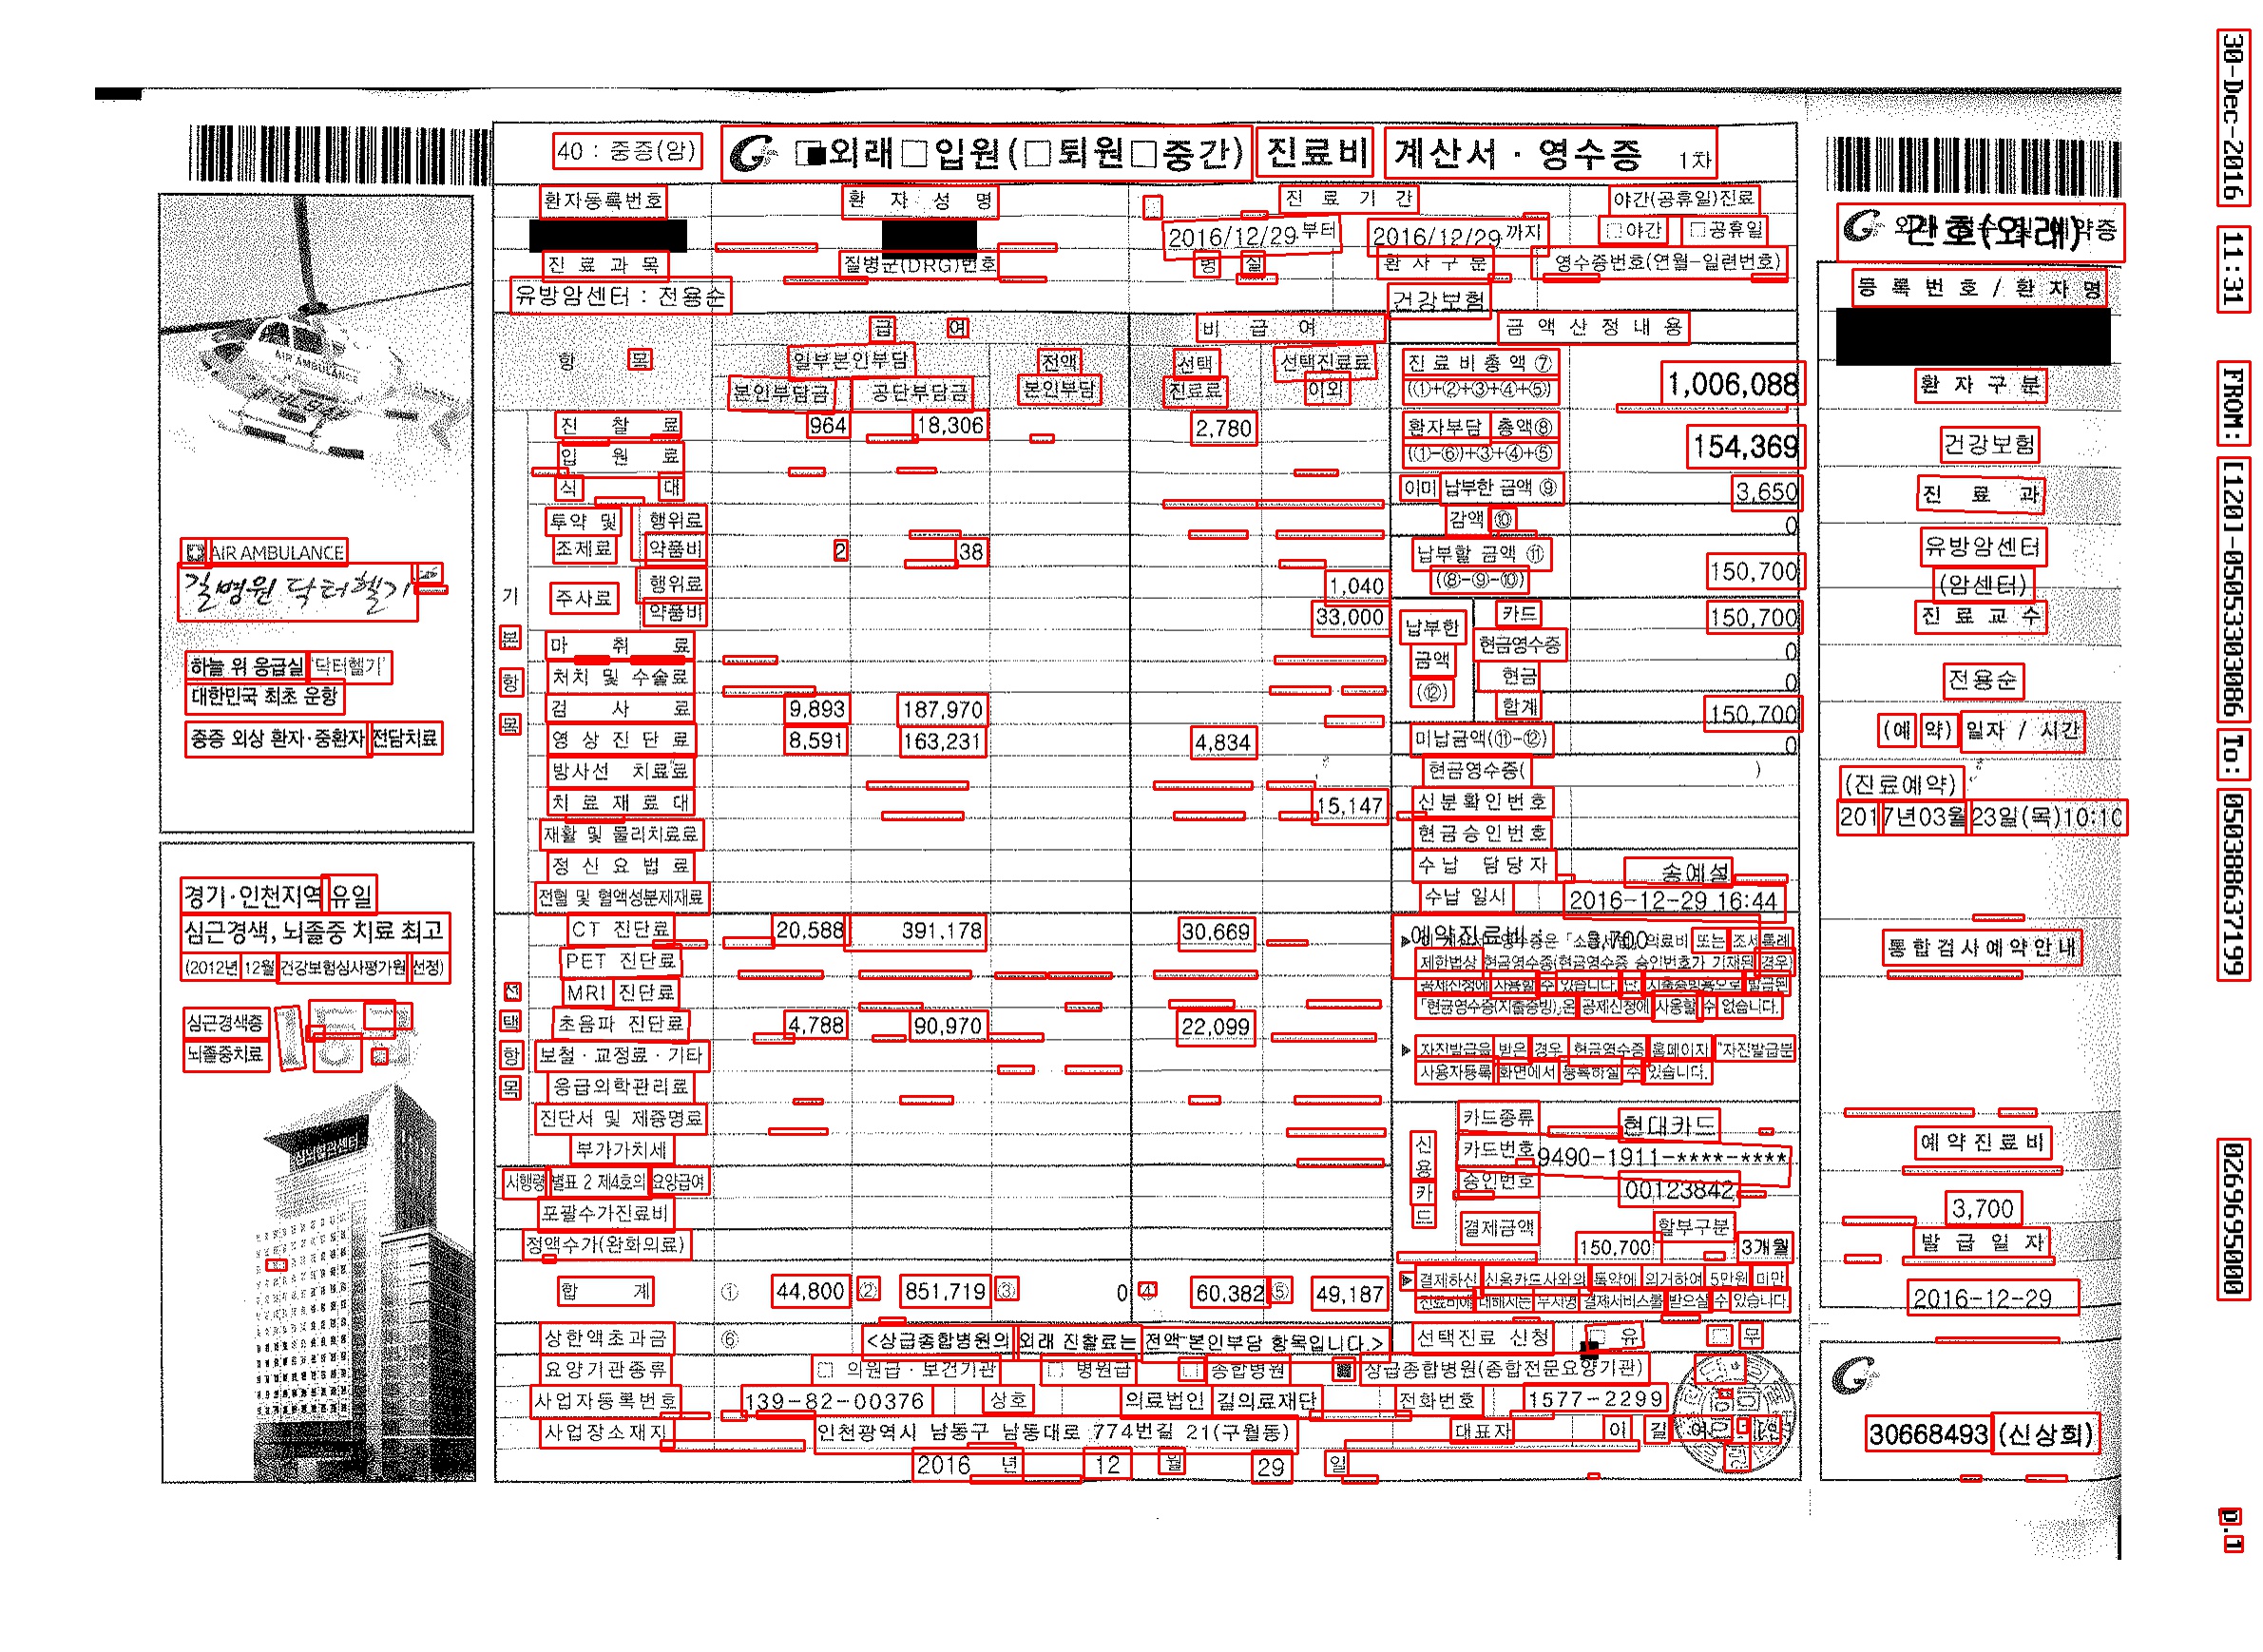 40 : 중증(암) 외래 □입원(□퇴원□중간) 진료비 계산서 · 영수증 1차
환자등록번호 환 자 성 명 진 료 기 간 야간(공휴일)진료
2016/12/29부터 2016/12/29까지 □야간 □공휴일
진 료 과 목 질병군(DRG)번호 병 실 환 자 구 분 영수증번호(연월-일련번호)
유방암센터 : 전용순 건강보험
항 목 급 여 비 급 여 금 액 산 정 내 용
일부본인부담 전액 본인부담 선택 진료료 선택진료료 이외
본인부담금 공단부담금
진 료 비 총 액 ⑦ (①+②+③+④+⑤) 1,006,088
진 찰 료 964 18,306 2,780
환자부담 총액⑧ (①-⑥)+③+④+⑤ 154,369
입 원 료
식 대
이미 납부한 금액 ⑨ 3,650
투약 및 조제료 행위료
감액 ⑩ 0
약품비 2 38
납부할 금액 ⑪ (⑧-⑨-⑩) 150,700
주사료 행위료 1,040
약품비 33,000
납부한 금액 (⑫) 카드 150,700
현금영수증 0
현금 0
합계 150,700
기 본 항 목
마 취 료
처치 및 수술료
검 사 료 9,893 187,970
영 상 진 단 료 8,591 163,231 4,834
미납금액(⑪-⑫) 0
방사선 치료료
현금영수증( )
치 료 재 료 대 15,147
신분확인번호
재활 및 물리치료료
현금승인번호
정 신 요 법 료
수납 담당자 송예설
전혈 및 혈액성분제재료
수납 일시 2016-12-29 16:44
선 택 항 목
CT 진단료 20,588 391,178 30,669
예약진료비 3,700
PET 진단료
제한법상 현금영수증(현금영수증 승인번호가 기재된 경우)
MRI 진단료
공제신청에 사용할 수 있습니다. 단, 지출증빙용으로 발급된
「현금영수증(지출증빙)」은 공제신청에 사용할 수 없습니다.
초음파 진단료 4,788 90,970 22,099
보철 · 교정료 · 기타
▶ 자진발급을 받은 경우 현금영수증 홈페이지 "자진발급분
사용자등록 화면에서 등록하실 수 있습니다.
응급의학관리료
진단서 및 제증명료
부가가치세
신용카드
카드종류 현대카드
카드번호 9490-1911-****-****
승인번호 00123842
결제금액 할부구분
150,700 3개월
시행령 별표 2 제4호의 요양급여
포괄수가진료비
정액수가(완화의료)
합 계 ① 44,800 ② 851,719 ③ 0 ④ 60,382 ⑤ 49,187
▶ 결제하신 신용카드사와의 특약에 의거하여 5만원 미만
진료비에 대해서는 무서명 결제서비스를 받으실 수 있습니다.
상한액초과금 ⑥ <상급종합병원의 외래 진찰료는 전액 본인부담 항목입니다.> 선택진료 신청 □ 유 □ 무
요양기관종류 □ 의원급 · 보건기관 □ 병원급 □ 종합병원 ■ 상급종합병원(종합전문요양기관)
사업자등록번호 139-82-00376 상호 의료법인 길의료재단 전화번호 1577-2299
사업장소재지 인천광역시 남동구 남동대로 774번길 21(구월동) 대표자 이 길 여
2016 년 12 월 29 일
AIR AMBULANCE
AIR AMBULANCE
길병원 닥터헬기
하늘 위 응급실 '닥터헬기'
대한민국 최초 운항
중증 외상 환자·중환자 전담치료
경기·인천지역 유일
심근경색, 뇌졸중 치료 최고
(2012년 12월 건강보험심사평가원 선정)
심근경색증
뇌졸중치료
1등급
뇌혈관센터
간호(외래)
등 록 번 호 / 환 자 명
환 자 구 분
건강보험
진 료 과
유방암센터
(암센터)
진 료 교 수
전용순
(예 약) 일자 / 시간
(진료예약)
2017년03월23일(목)10:10
통합검사예약안내
예 약 진 료 비
3,700
발 급 일 자
2016-12-29
30668493 (신상희)
30-Dec-2016 11:31 FROM: [1201-05053303086 To: 05038863719 9 0269695000 p.1